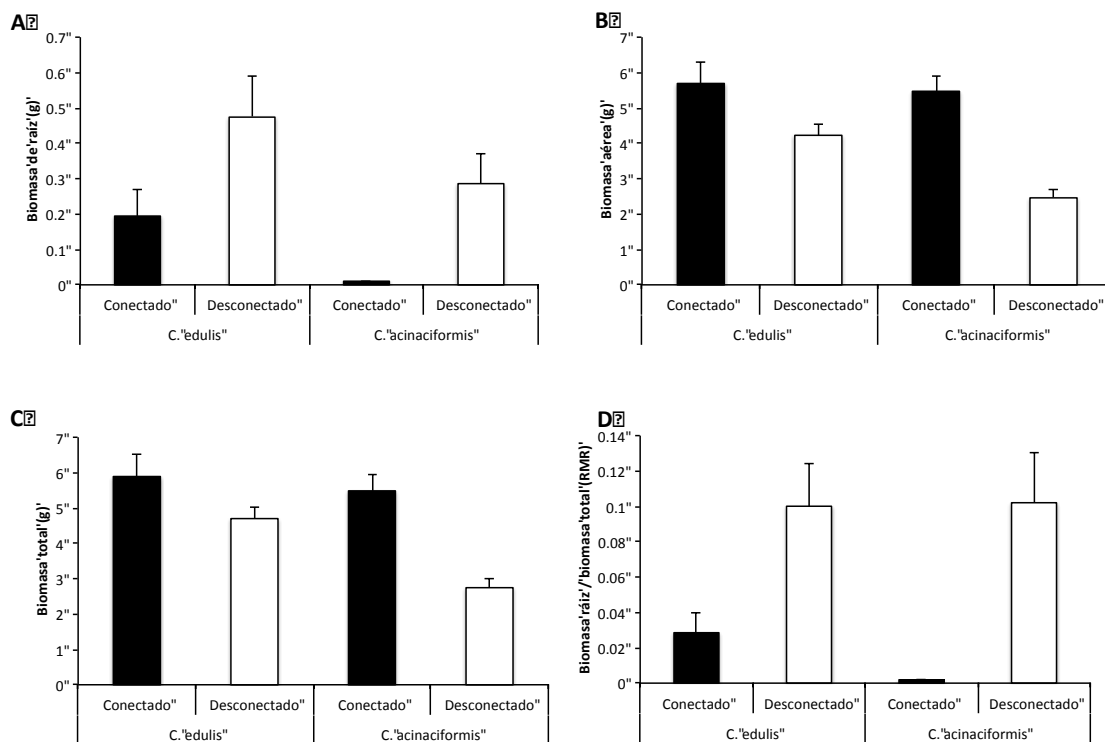 A⍰
0.7"
0.6"
0.5"
0.4"
0.3"
0.2"
0.1"
0"
Biomasa'de'raíz'(g)'
Conectado" Desconectado" Conectado" Desconectado"
C."edulis" C."acinaciformis"
B⍰
7"
6"
5"
4"
3"
2"
1"
0"
Biomasa'aérea'(g)'
Conectado" Desconectado" Conectado" Desconectado"
C."edulis" C."acinaciformis"
C⍰
7"
6"
5"
4"
3"
2"
1"
0"
Biomasa'total'(g)'
Conectado" Desconectado" Conectado" Desconectado"
C."edulis" C."acinaciformis"
D⍰
0.14"
0.12"
0.1"
0.08"
0.06"
0.04"
0.02"
0"
Biomasa'ráiz'/'biomasa'total'(RMR)'
Conectado" Desconectado" Conectado" Desconectado"
C."edulis" C."acinaciformis"